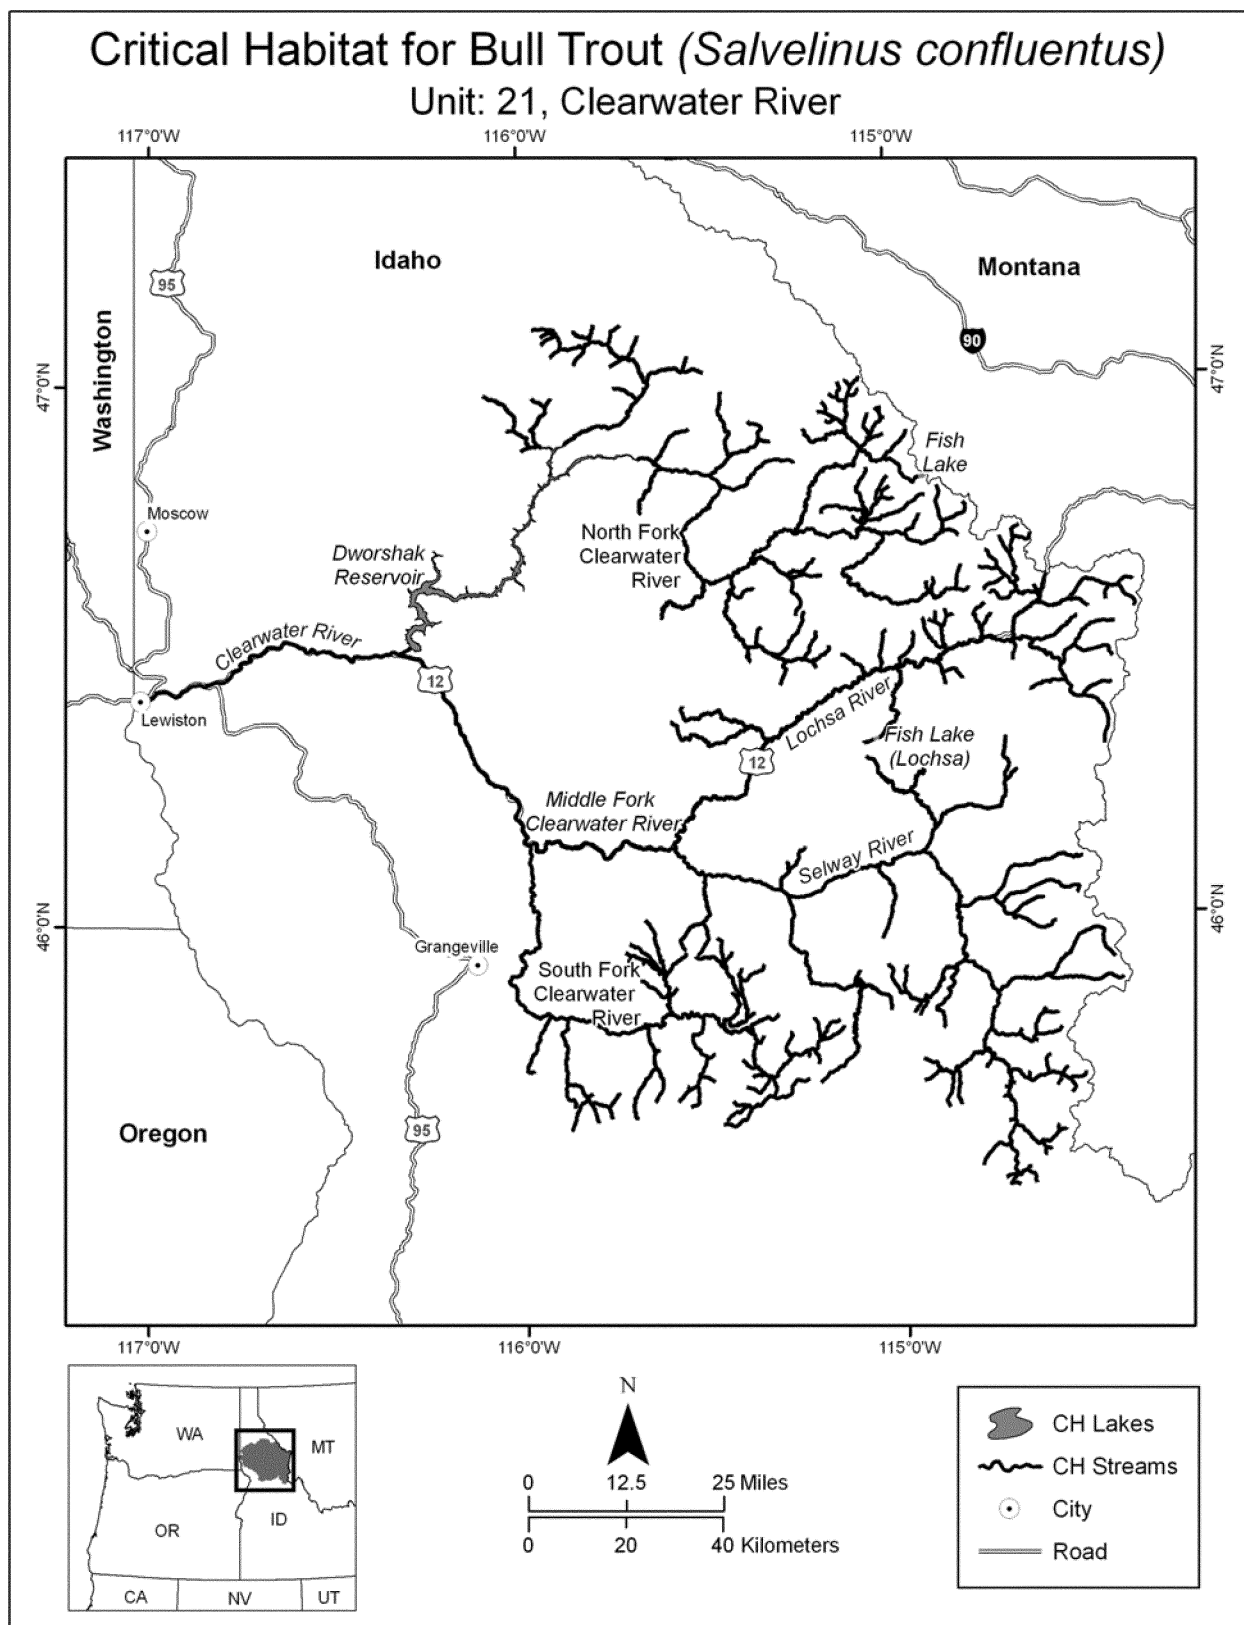 Critical Habitat for Bull Trout (Salvelinus confluentus)
Unit: 21, Clearwater River
117°0'W
116°0'W
115°0'W
Idaho
Montana
95
90
Washington
47°0'N
47°0'N
Fish
Lake
Moscow
North Fork
Clearwater
River
Dworshak
Reservoir
Clearwater River
12
Lewiston
Lochsa River
Fish Lake
(Lochsa)
12
Middle Fork
Clearwater River
Selway River
46°0'N
46°0'N
Grangeville
South Fork
Clearwater
River
Oregon
95
117°0'W
116°0'W
115°0'W
WA
MT
OR
ID
CA
NV
UT
N
0
12.5
25 Miles
0
20
40 Kilometers
CH Lakes
CH Streams
City
Road